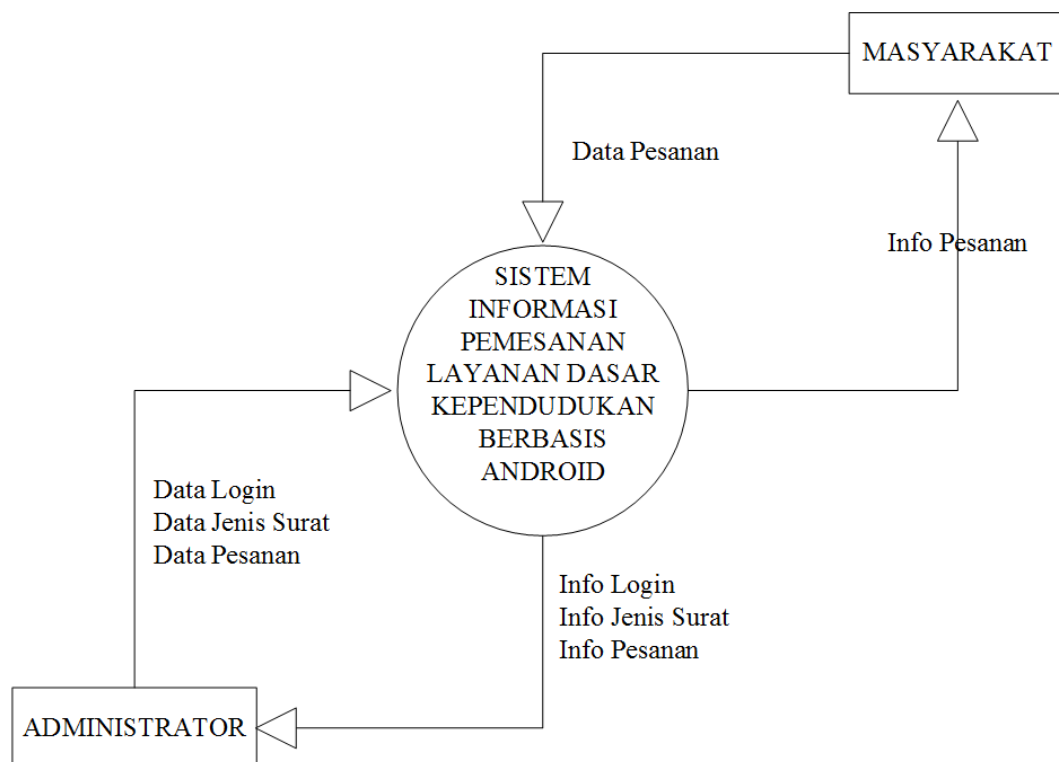 MASYARAKAT
Data Pesanan
Info Pesanan
SISTEM
INFORMASI
PEMESANAN
LAYANAN DASAR
KEPENDUDUKAN
BERBASIS
ANDROID
Data Login
Data Jenis Surat
Data Pesanan
Info Login
Info Jenis Surat
Info Pesanan
ADMINISTRATOR